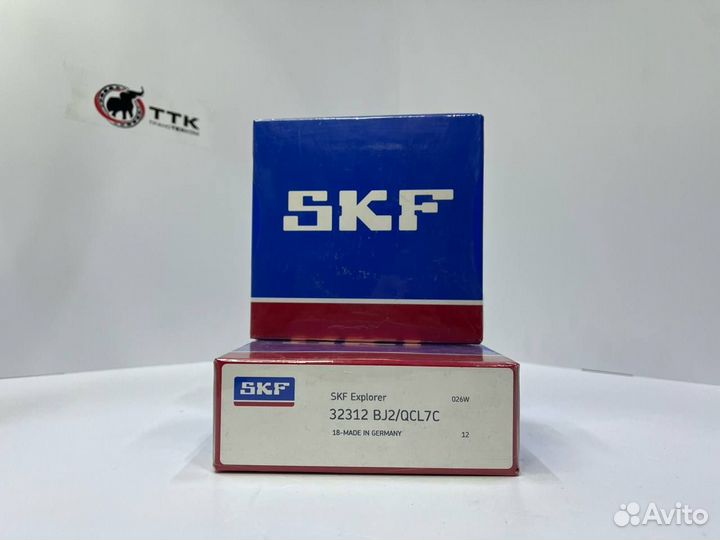 TTK
SKF
SKF
SKF Explorer
026W
32312 BJ2/QCL7C
18-MADE IN GERMANY
12
Avito